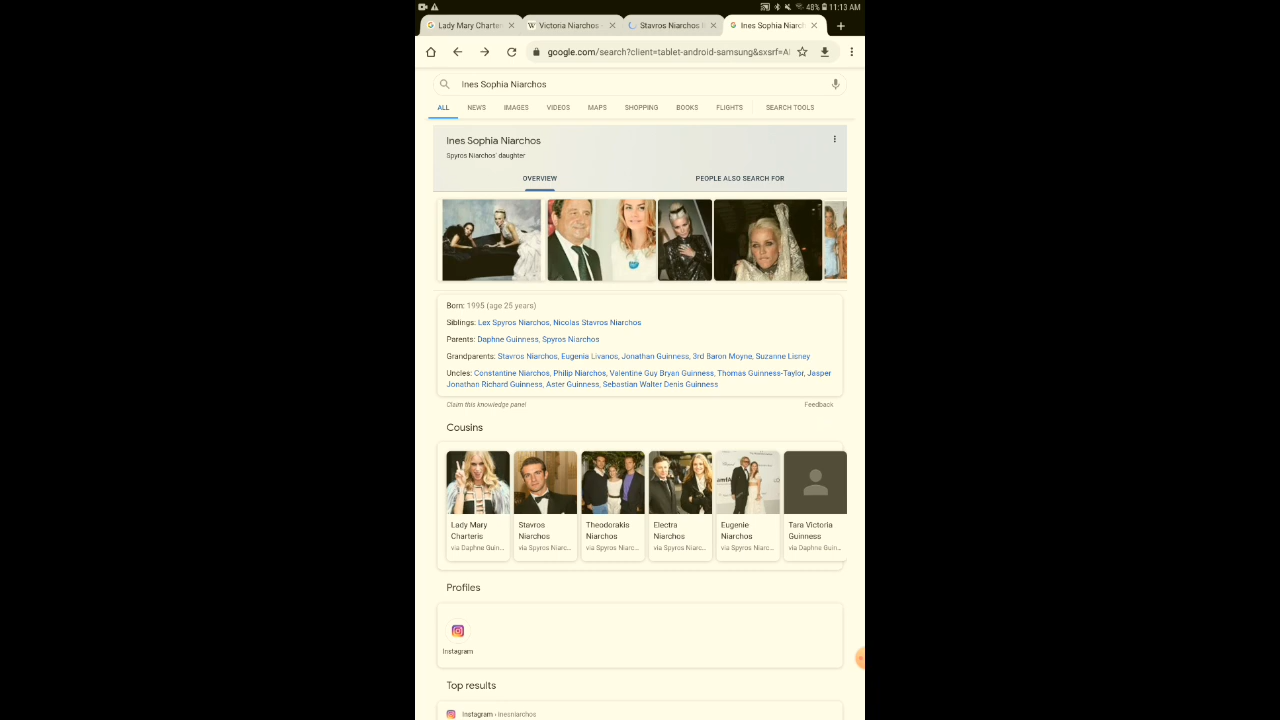 48% 11:13 AM
Lady Mary Charter
Victoria Niarchos -
Stavros Niarchos
Ines Sophia Niarch
google.com/search?client=tablet-android-samsung&sxsrf=A
Ines Sophia Niarchos
ALL NEWS IMAGES VIDEOS MAPS SHOPPING BOOKS FLIGHTS SEARCH TOOLS
Ines Sophia Niarchos
Spyros Niarchos' daughter
OVERVIEW PEOPLE ALSO SEARCH FOR
Born: 1995 (age 25 years)
Siblings: Lex Spyros Niarchos, Nicolas Stavros Niarchos
Parents: Daphne Guinness, Spyros Niarchos
Grandparents: Stavros Niarchos, Eugenia Livanos, Jonathan Guinness, 3rd Baron Moyne, Suzanne Lisney
Uncles: Constantine Niarchos, Philip Niarchos, Valentine Guy Bryan Guinness, Thomas Guinness-Taylor, Jasper
Jonathan Richard Guinness, Aster Guinness, Sebastian Walter Denis Guinness
Claim this knowledge panel Feedback
Cousins
amfA
Lady Mary
Charteris
via Daphne Guin...
Stavros
Niarchos
via Spyros Niarc...
Theodorakis
Niarchos
via Spyros Niarc...
Electra
Niarchos
via Spyros Niarc...
Eugenie
Niarchos
via Spyros Niarc...
Tara Victoria
Guinness
via Daphne Guin...
Profiles
Instagram
Top results
Instagram › inesniarchos